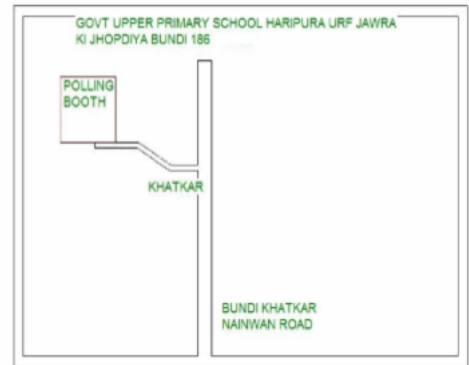 GOVT UPPER PRIMARY SCHOOL HARIPURA URF JAWRA
KI JHOPDIYA BUNDI 186
POLLING
BOOTH
KHATKAR
BUNDI KHATKAR
NAINWAN ROAD